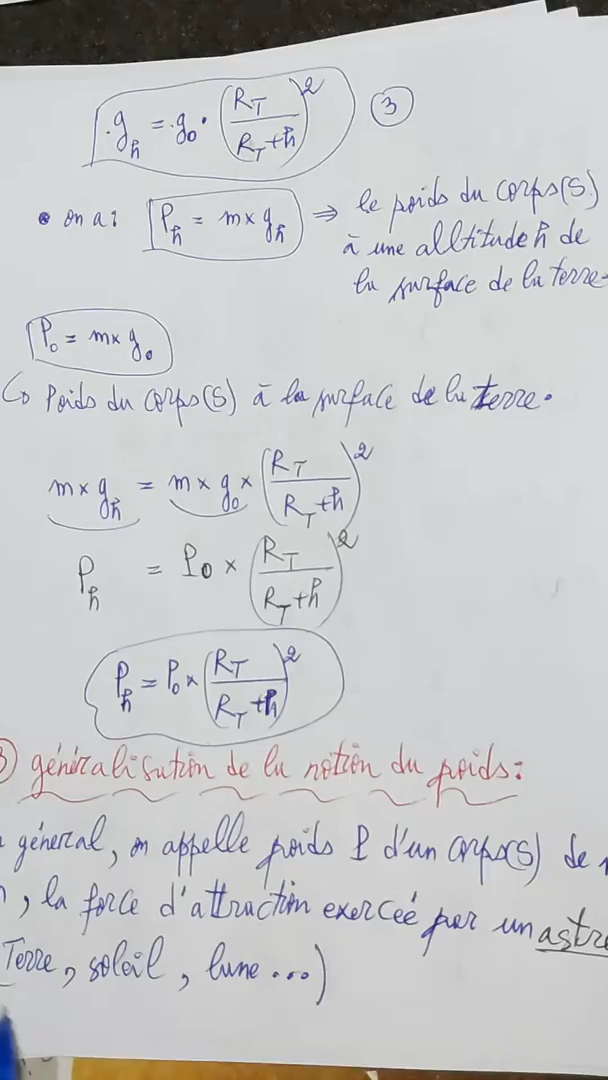 g_h = g_0 · (R_T / (R_T + h))² ③
• on a : P_h = m × g_h ⇒ le poids du corps(S)
à une alltitude h de
la surface de la terre.
P_0 = m × g_0
↳ Poids du corps(S) à la surface de la terre.
m × g_h = m × g_0 × (R_T / (R_T + h))²
P_h = P_0 × (R_T / (R_T + h))²
P_h = P_0 × (R_T / (R_T + h))²
3) généralisation de la notion du poids :
général, on appelle poids P d'un corps(S) de
, la force d'attraction exerceé par un astre
Terre, soleil, lune ...)